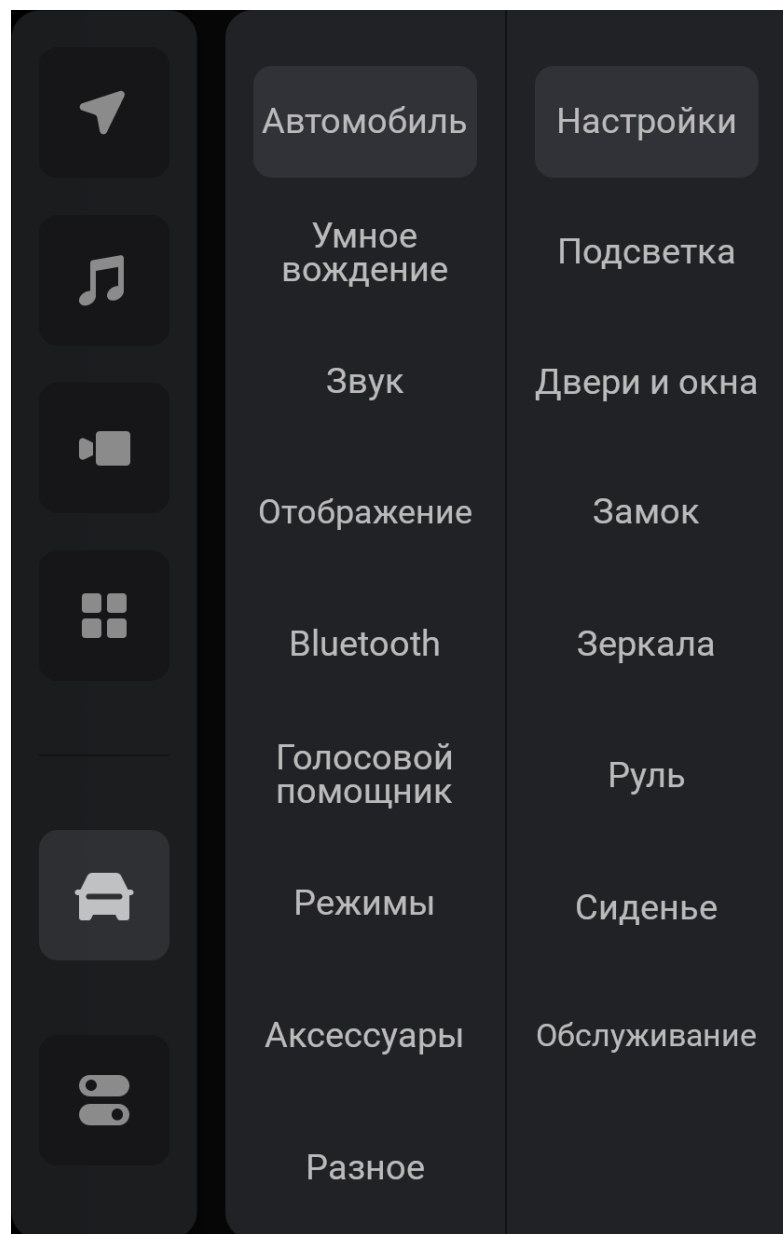 Автомобиль
Умное
вождение
Звук
Отображение
Bluetooth
Голосовой
помощник
Режимы
Аксессуары
Разное
Настройки
Подсветка
Двери и окна
Замок
Зеркала
Руль
Сиденье
Обслуживание